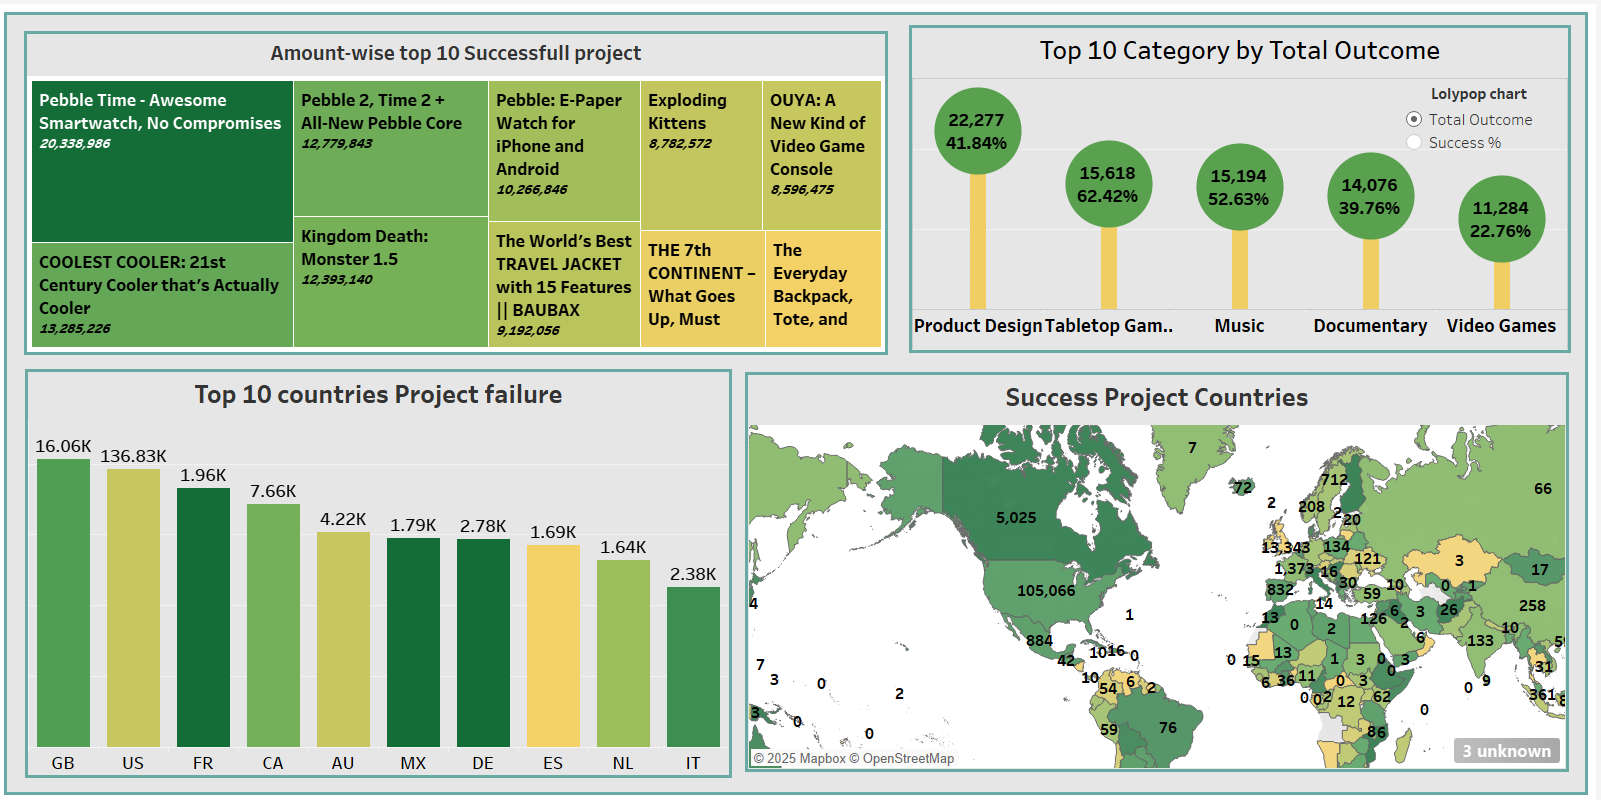 Amount-wise top 10 Successfull project
Pebble Time - Awesome
Smartwatch, No Compromises
20,338,986
COOLEST COOLER: 21st
Century Cooler that's Actually
Cooler
13,285,226
Pebble 2, Time 2 +
All-New Pebble Core
12,779,843
Kingdom Death:
Monster 1.5
12,393,140
Pebble: E-Paper
Watch for
iPhone and
Android
10,266,846
The World's Best
TRAVEL JACKET
with 15 Features
|| BAUBAX
9,192,056
Exploding
Kittens
8,782,572
OUYA: A
New Kind of
Video Game
Console
8,596,475
THE 7th
CONTINENT –
What Goes
Up, Must
The
Everyday
Backpack,
Tote, and
Top 10 Category by Total Outcome
Lolypop chart
Total Outcome
Success %
22,277
41.84%
15,618
62.42%
15,194
52.63%
14,076
39.76%
11,284
22.76%
Product Design
Tabletop Gam..
Music
Documentary
Video Games
Top 10 countries Project failure
16.06K
136.83K
1.96K
7.66K
4.22K
1.79K
2.78K
1.69K
1.64K
2.38K
GB
US
FR
CA
AU
MX
DE
ES
NL
IT
Success Project Countries
7
72
2
712
66
208
2
20
5,025
13,343
134
121
3
17
1,373
16
105,066
832
30
59
10
0
1
258
4
14
1
13
0
2
126
6
2
3
26
10
133
884
42
10
16
0
0
15
13
1
3
0
3
6
0
31
7
3
0
2
10
54
6
2
6
36
11
0
3
62
0
9
361
3
0
0
59
76
0
0
2
12
86
0
3 unknown
© 2025 Mapbox © OpenStreetMap